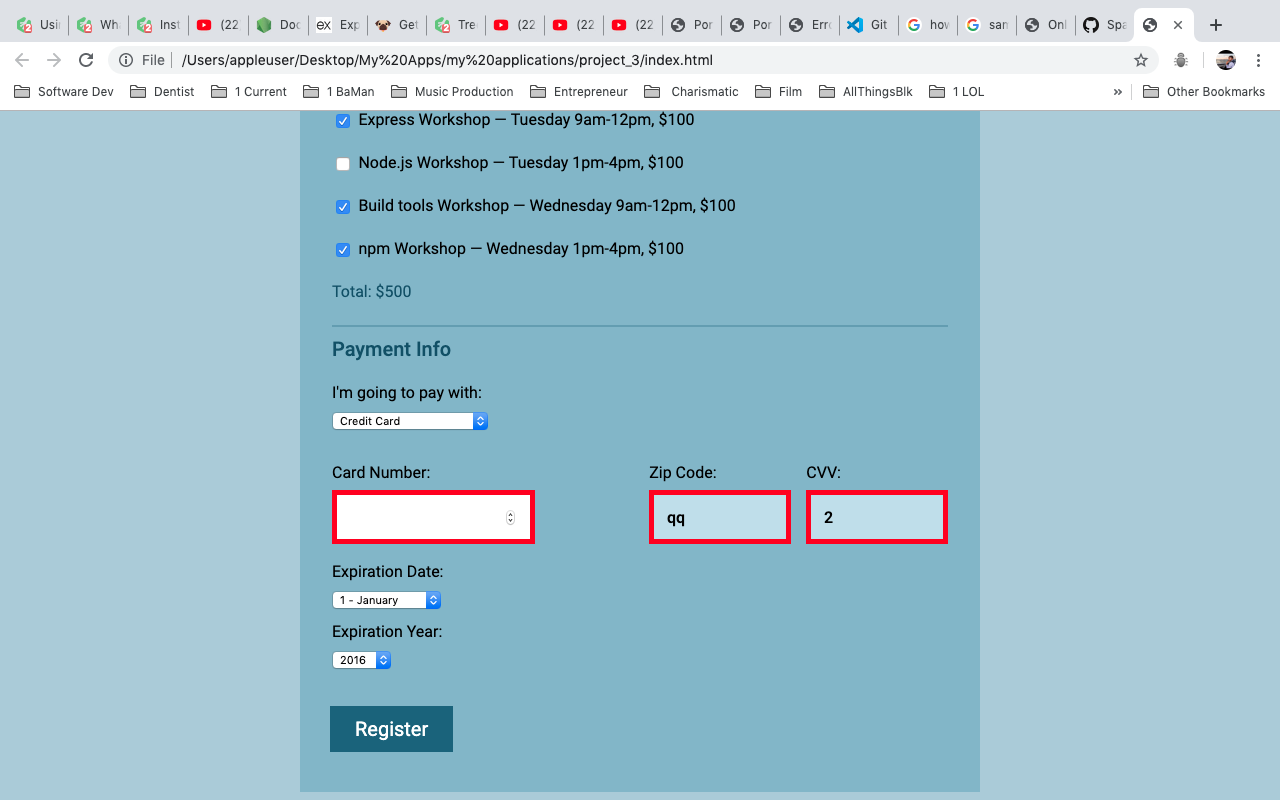 Usi Wha Inst (22 Doc ex Exp Get Tre (22 (22 (22 Por Por Erro Git how san Onl Spa
File /Users/appleuser/Desktop/My%20Apps/my%20applications/project_3/index.html
Software Dev Dentist 1 Current 1 BaMan Music Production Entrepreneur Charismatic Film AllThingsBlk 1 LOL » Other Bookmarks
Express Workshop — Tuesday 9am-12pm, $100
Node.js Workshop — Tuesday 1pm-4pm, $100
Build tools Workshop — Wednesday 9am-12pm, $100
npm Workshop — Wednesday 1pm-4pm, $100
Total: $500
Payment Info
I'm going to pay with:
Credit Card
Card Number: Zip Code: CVV:
qq 2
Expiration Date:
1 - January
Expiration Year:
2016
Register